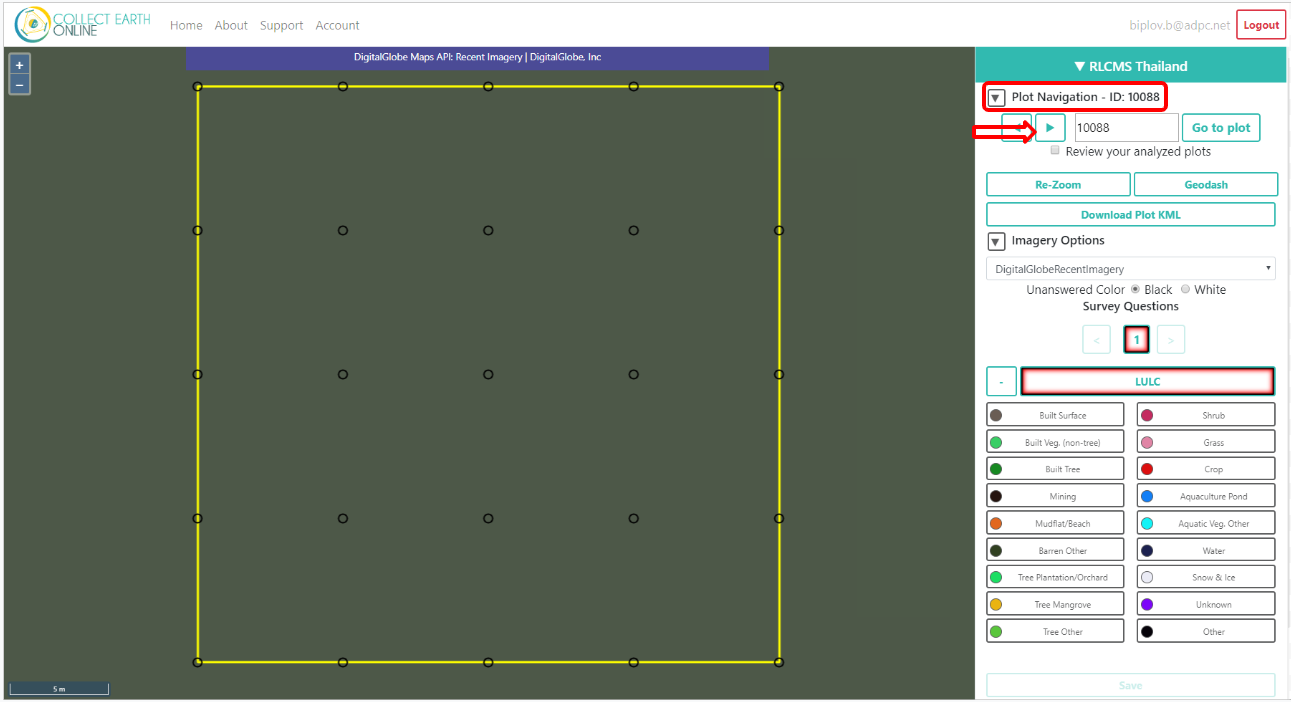 COLLECT EARTH
ONLINE
Home About Support Account
biplov.b@adpc.net Logout
+
-
DigitalGlobe Maps API: Recent Imagery | DigitalGlobe, Inc
▼ RLCMS Thailand
▼ Plot Navigation - ID: 10088
10088 Go to plot
Review your analyzed plots
Re-Zoom Geodash
Download Plot KML
▼ Imagery Options
DigitalGlobeRecentImagery
Unanswered Color Black White
Survey Questions
< 1 >
- LULC
Built Surface Shrub
Built Veg. (non-tree) Grass
Built Tree Crop
Mining Aquaculture Pond
Mudflat/Beach Aquatic Veg. Other
Barren Other Water
Tree Plantation/Orchard Snow & Ice
Tree Mangrove Unknown
Tree Other Other
Save
5 m